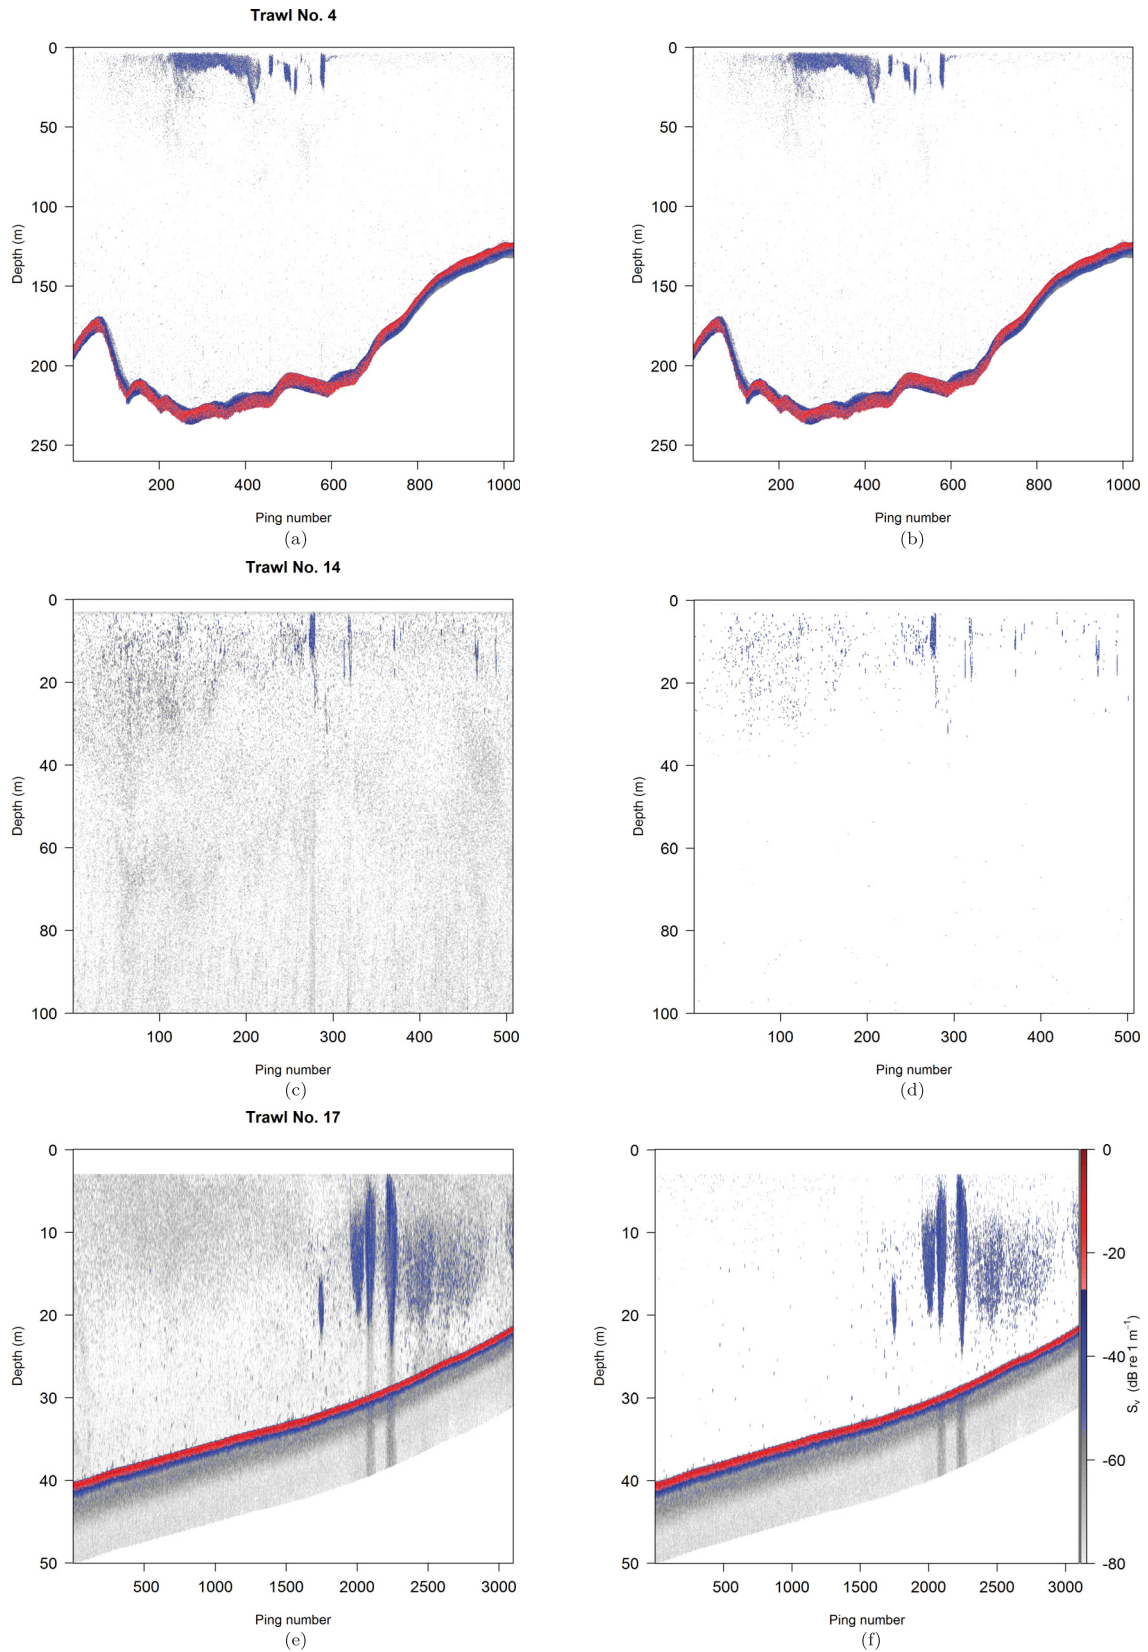 Trawl No. 4
0
50
100
150
200
250
Depth (m)
200 400 600 800 1000
Ping number
(a)
0
50
100
150
200
250
Depth (m)
200 400 600 800 1000
Ping number
(b)
Trawl No. 14
0
20
40
60
80
100
Depth (m)
100 200 300 400 500
Ping number
(c)
0
20
40
60
80
100
Depth (m)
100 200 300 400 500
Ping number
(d)
Trawl No. 17
0
10
20
30
40
50
Depth (m)
500 1000 1500 2000 2500 3000
Ping number
(e)
0
10
20
30
40
50
Depth (m)
500 1000 1500 2000 2500 3000
Ping number
(f)
0
-20
-40
-60
-80
Sv (dB re 1 m⁻¹)